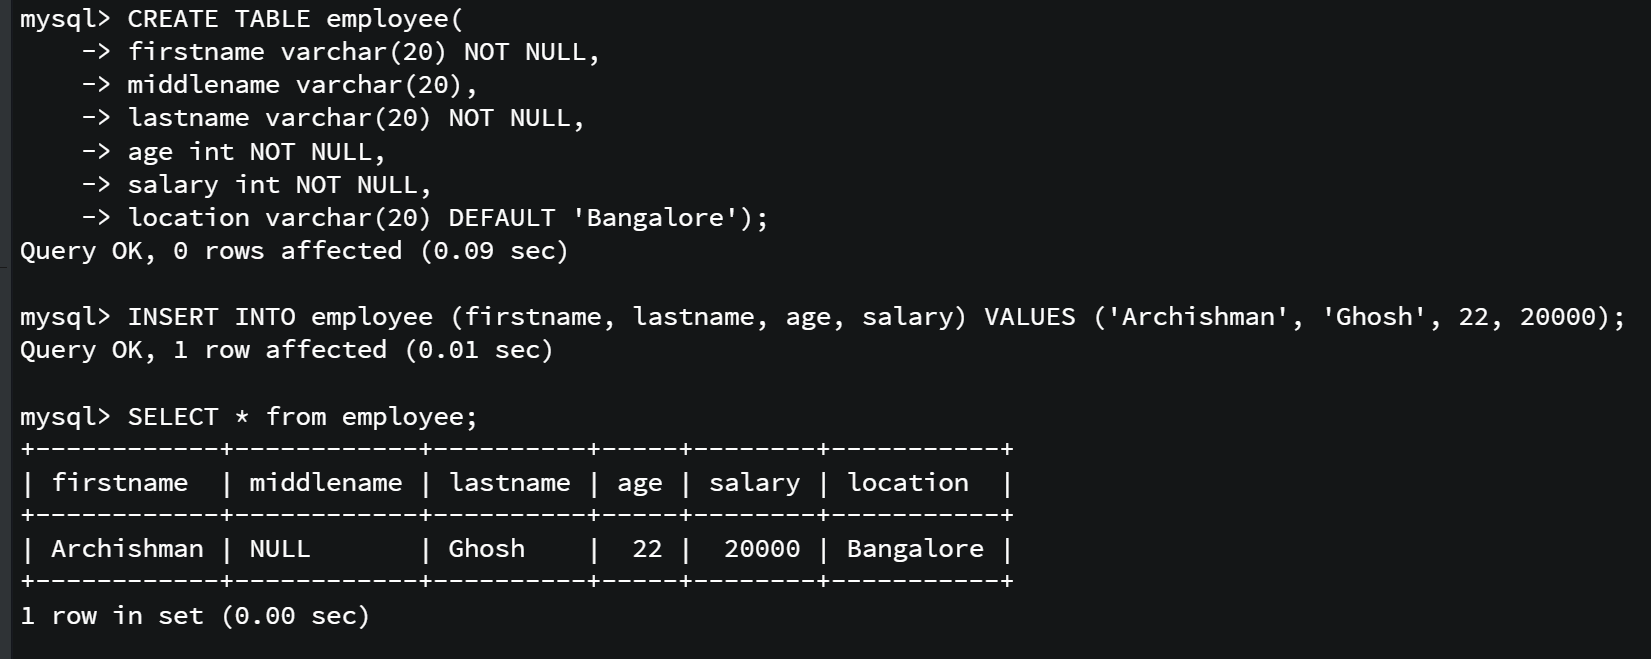 mysql> CREATE TABLE employee(
    -> firstname varchar(20) NOT NULL,
    -> middlename varchar(20),
    -> lastname varchar(20) NOT NULL,
    -> age int NOT NULL,
    -> salary int NOT NULL,
    -> location varchar(20) DEFAULT 'Bangalore');
Query OK, 0 rows affected (0.09 sec)

mysql> INSERT INTO employee (firstname, lastname, age, salary) VALUES ('Archishman', 'Ghosh', 22, 20000);
Query OK, 1 row affected (0.01 sec)

mysql> SELECT * from employee;
+------------+------------+----------+-----+--------+-----------+
| firstname  | middlename | lastname | age | salary | location  |
+------------+------------+----------+-----+--------+-----------+
| Archishman | NULL       | Ghosh    |  22 |  20000 | Bangalore |
+------------+------------+----------+-----+--------+-----------+
1 row in set (0.00 sec)